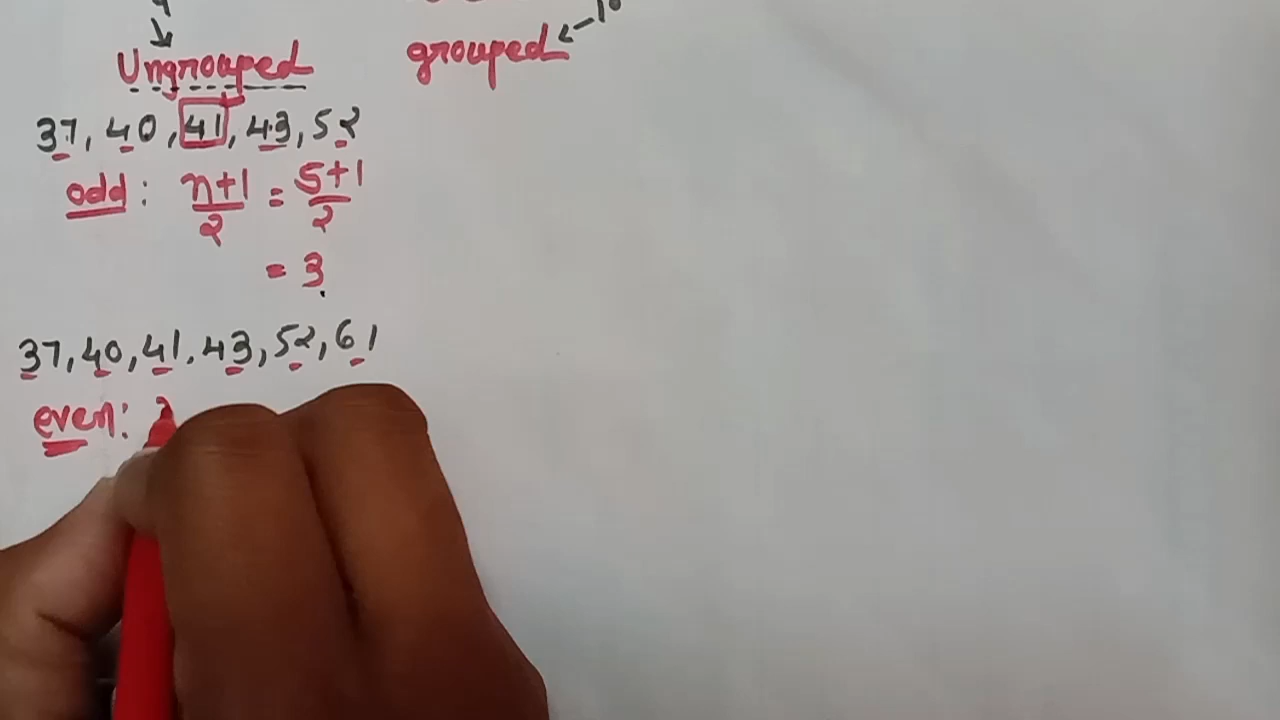 Ungrouped
grouped
37, 40, 41, 43, 52
odd: n+1/2 = 5+1/2
= 3
37, 40, 41, 43, 52, 61
even: